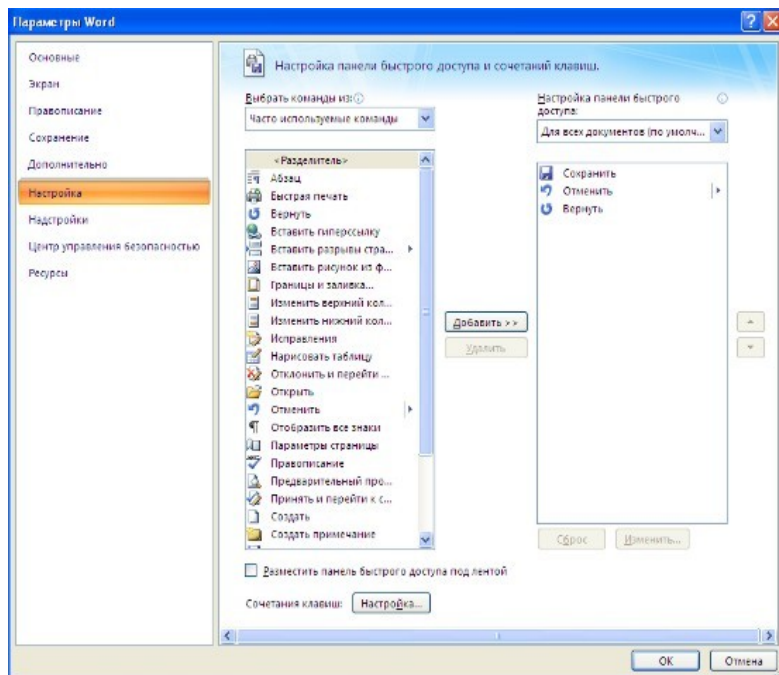 Параметры Word
Основные
Экран
Правописание
Сохранение
Дополнительно
Настройка
Надстройки
Центр управления безопасностью
Ресурсы
Настройка панели быстрого доступа и сочетаний клавиш.
Выбрать команды из:
Часто используемые команды
<Разделитель>
Абзац
Быстрая печать
Вернуть
Вставить гиперссылку
Вставить разрывы стра...
Вставить рисунок из ф...
Границы и заливка...
Изменить верхний кол...
Изменить нижний кол...
Исправления
Нарисовать таблицу
Отклонить и перейти ...
Открыть
Отменить
Отобразить все знаки
Параметры страницы
Правописание
Предварительный про...
Принять и перейти к с...
Создать
Создать примечание
Добавить >>
Удалить
Настройка панели быстрого
доступа:
Для всех документов (по умолч...
Сохранить
Отменить
Вернуть
Сброс
Изменить...
Разместить панель быстрого доступа под лентой
Сочетания клавиш:
Настройка...
ОК
Отмена